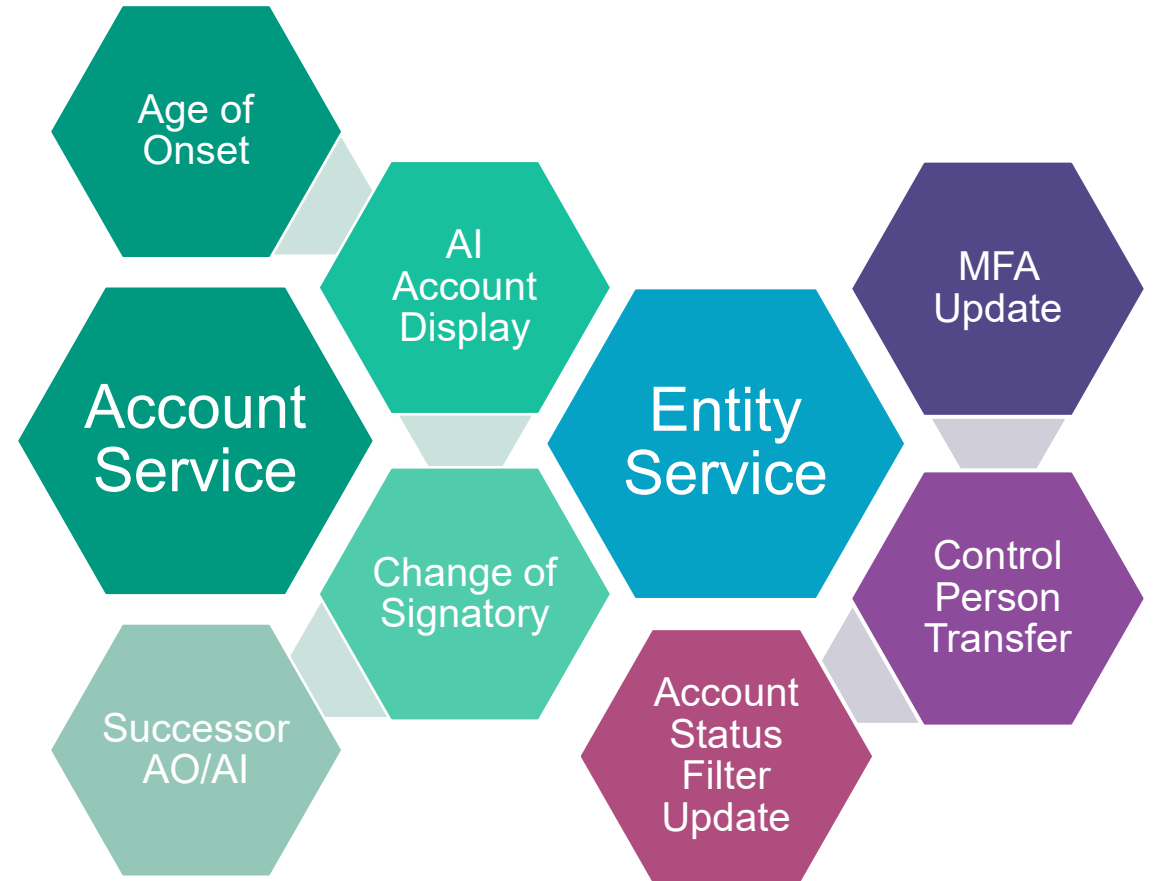 Age of
Onset
AI
Account
Display
Account
Service
Change of
Signatory
Successor
AO/AI
Entity
Service
MFA
Update
Control
Person
Transfer
Account
Status
Filter
Update